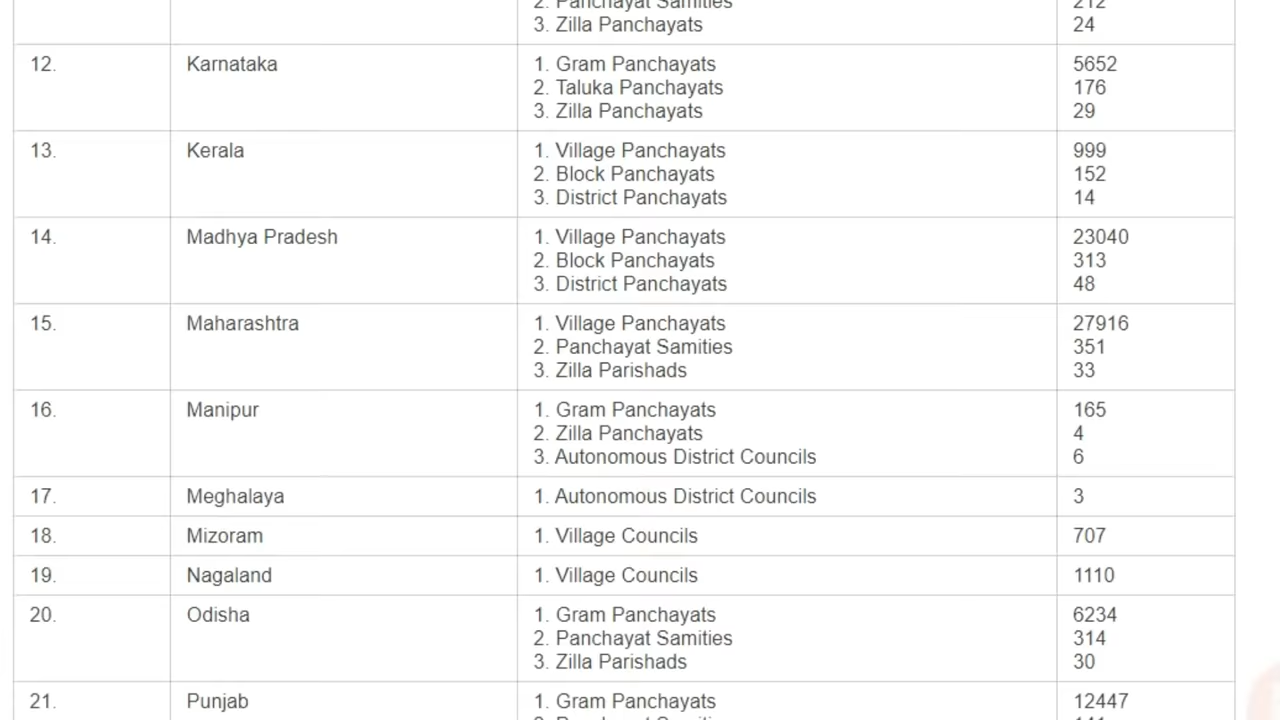 2. Panchayat Samities 212
3. Zilla Panchayats 24
12. Karnataka 1. Gram Panchayats 5652
2. Taluka Panchayats 176
3. Zilla Panchayats 29
13. Kerala 1. Village Panchayats 999
2. Block Panchayats 152
3. District Panchayats 14
14. Madhya Pradesh 1. Village Panchayats 23040
2. Block Panchayats 313
3. District Panchayats 48
15. Maharashtra 1. Village Panchayats 27916
2. Panchayat Samities 351
3. Zilla Parishads 33
16. Manipur 1. Gram Panchayats 165
2. Zilla Panchayats 4
3. Autonomous District Councils 6
17. Meghalaya 1. Autonomous District Councils 3
18. Mizoram 1. Village Councils 707
19. Nagaland 1. Village Councils 1110
20. Odisha 1. Gram Panchayats 6234
2. Panchayat Samities 314
3. Zilla Parishads 30
21. Punjab 1. Gram Panchayats 12447